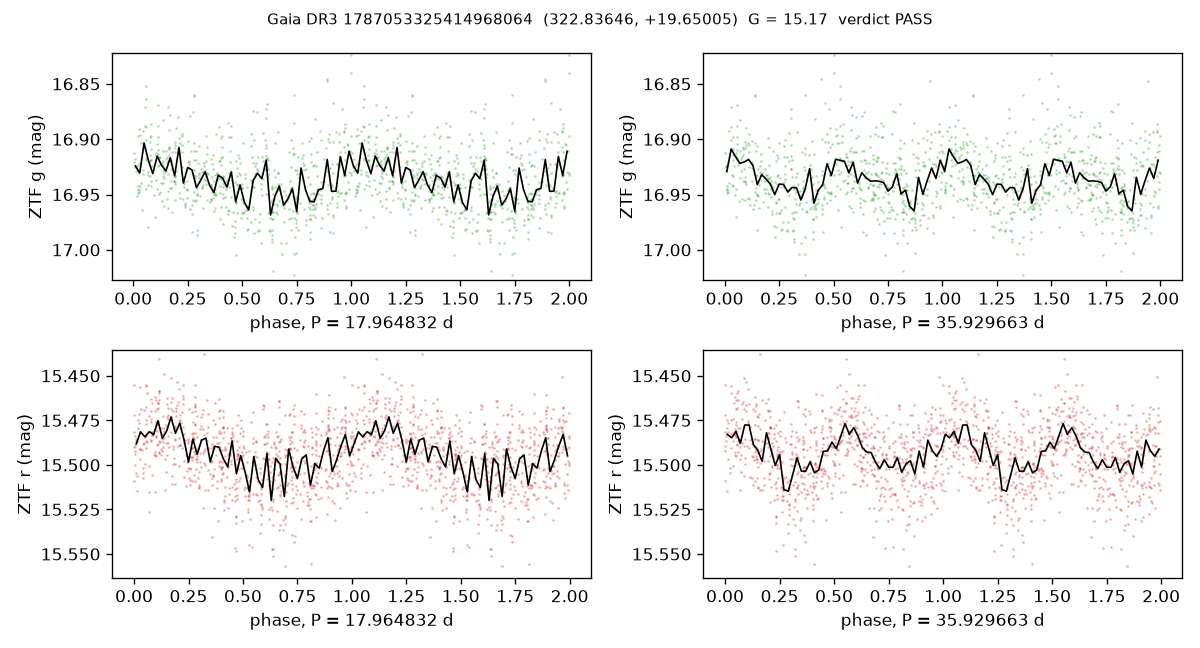 Gaia DR3 1787053325414968064  (322.83646, +19.65005)  G = 15.17  verdict PASS
ZTF g (mag)
16.85
16.90
16.95
17.00
0.00 0.25 0.50 0.75 1.00 1.25 1.50 1.75 2.00
phase, P = 17.964832 d
ZTF g (mag)
16.85
16.90
16.95
17.00
0.00 0.25 0.50 0.75 1.00 1.25 1.50 1.75 2.00
phase, P = 35.929663 d
ZTF r (mag)
15.450
15.475
15.500
15.525
15.550
0.00 0.25 0.50 0.75 1.00 1.25 1.50 1.75 2.00
phase, P = 17.964832 d
ZTF r (mag)
15.450
15.475
15.500
15.525
15.550
0.00 0.25 0.50 0.75 1.00 1.25 1.50 1.75 2.00
phase, P = 35.929663 d